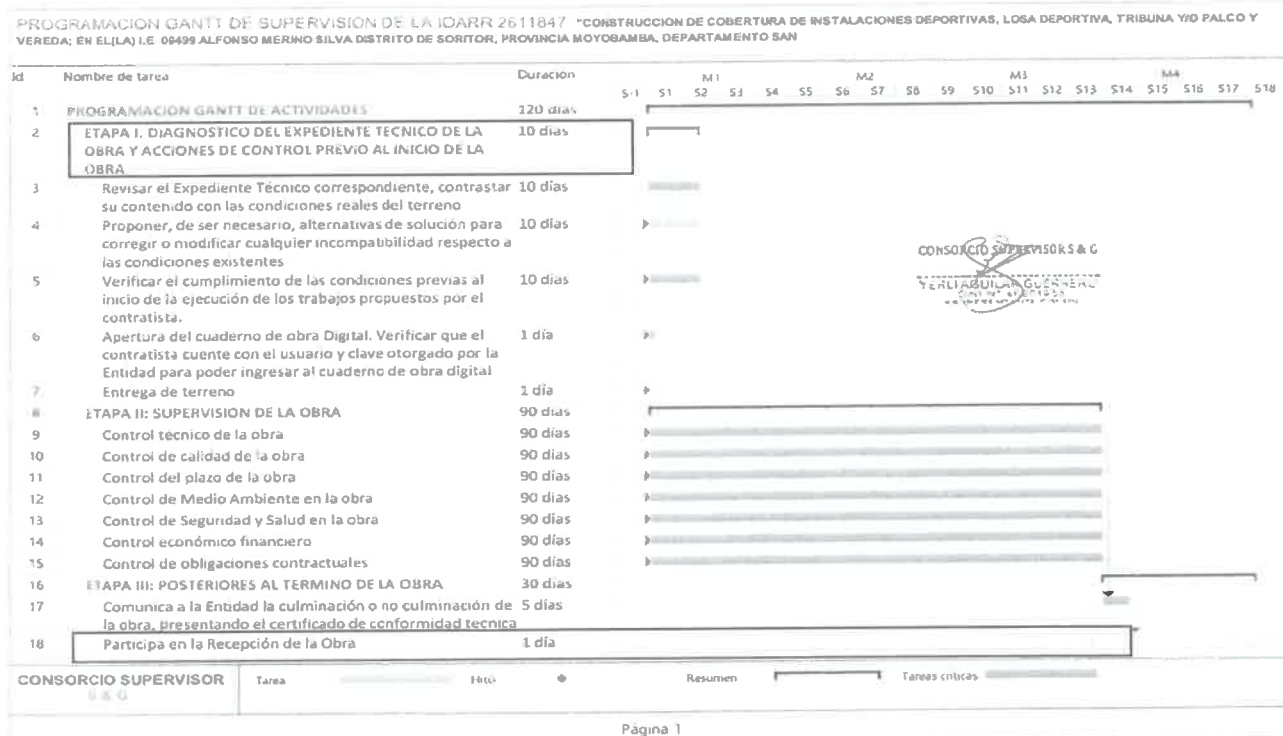 PROGRAMACION GANTT DE SUPERVISION DE LA IOARR 2611847 "CONSTRUCCION DE COBERTURA DE INSTALACIONES DEPORTIVAS, LOSA DEPORTIVA, TRIBUNA Y/O PALCO Y
VEREDA; EN EL(LA) I.E 00499 ALFONSO MERINO SILVA DISTRITO DE SORITOR, PROVINCIA MOYOBAMBA, DEPARTAMENTO SAN
Id Nombre de tarea Duración M1 M2 M3 M4
S-1 S1 S2 S3 S4 S5 S6 S7 S8 S9 S10 S11 S12 S13 S14 S15 S16 S17 S18
1 PROGRAMACION GANTT DE ACTIVIDADES 120 días
2 ETAPA I. DIAGNOSTICO DEL EXPEDIENTE TECNICO DE LA 10 días
OBRA Y ACCIONES DE CONTROL PREVIO AL INICIO DE LA
OBRA
3 Revisar el Expediente Técnico correspondiente, contrastar 10 días
su contenido con las condiciones reales del terreno
4 Proponer, de ser necesario, alternativas de solución para 10 días
corregir o modificar cualquier incompatibilidad respecto a
las condiciones existentes
CONSORCIO SUPERVISOR S & G
YERLI AGUILAR GUERRERO
5 Verificar el cumplimiento de las condiciones previas al 10 días
inicio de la ejecución de los trabajos propuestos por el
contratista.
6 Apertura del cuaderno de obra Digital. Verificar que el 1 día
contratista cuente con el usuario y clave otorgado por la
Entidad para poder ingresar al cuaderno de obra digital
7 Entrega de terreno 1 día
8 ETAPA II: SUPERVISION DE LA OBRA 90 días
9 Control técnico de la obra 90 días
10 Control de calidad de la obra 90 días
11 Control del plazo de la obra 90 días
12 Control de Medio Ambiente en la obra 90 días
13 Control de Seguridad y Salud en la obra 90 días
14 Control económico financiero 90 días
15 Control de obligaciones contractuales 90 días
16 ETAPA III: POSTERIORES AL TERMINO DE LA OBRA 30 días
17 Comunica a la Entidad la culminación o no culminación de 5 días
la obra, presentando el certificado de conformidad tecnica
18 Participa en la Recepción de la Obra 1 día
CONSORCIO SUPERVISOR Tarea Hito Resumen Tareas críticas
S & G
Página 1